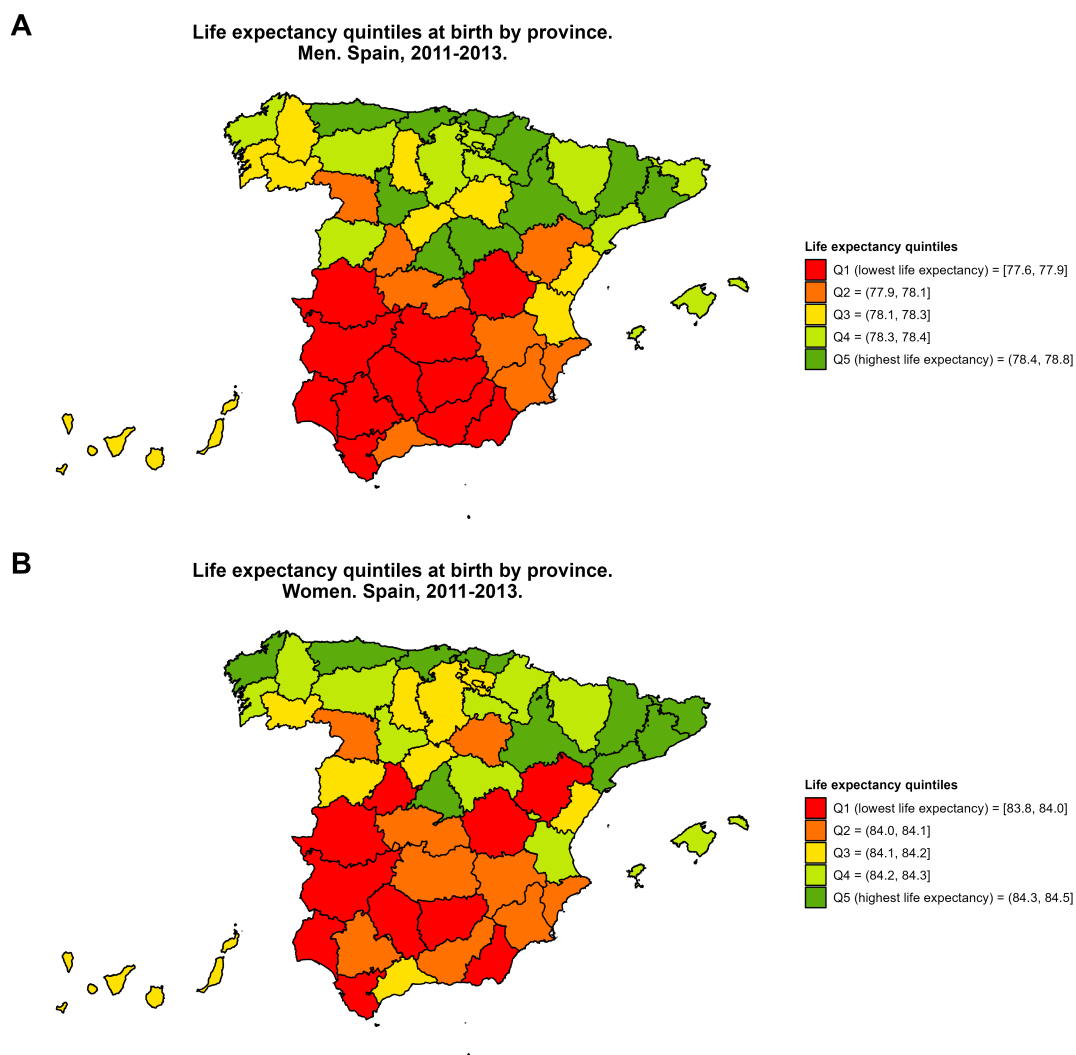 A
Life expectancy quintiles at birth by province.
Men. Spain, 2011-2013.
Life expectancy quintiles
Q1 (lowest life expectancy) = [77.6, 77.9]
Q2 = (77.9, 78.1]
Q3 = (78.1, 78.3]
Q4 = (78.3, 78.4]
Q5 (highest life expectancy) = (78.4, 78.8]
B
Life expectancy quintiles at birth by province.
Women. Spain, 2011-2013.
Life expectancy quintiles
Q1 (lowest life expectancy) = [83.8, 84.0]
Q2 = (84.0, 84.1]
Q3 = (84.1, 84.2]
Q4 = (84.2, 84.3]
Q5 (highest life expectancy) = (84.3, 84.5]